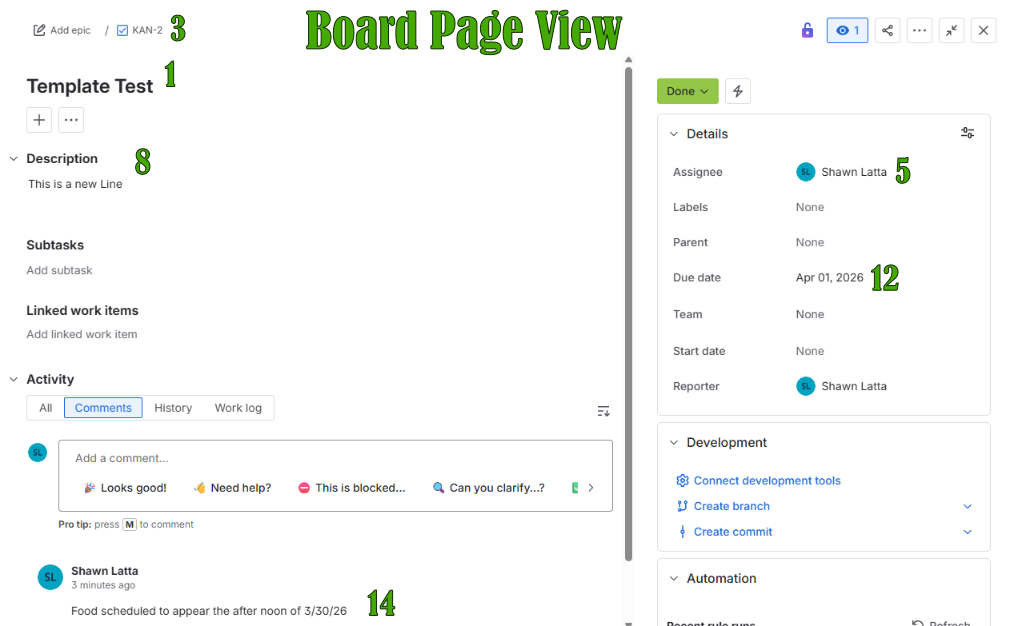 Board Page View
Add epic / KAN-2 3
1
Template Test
Description 8
This is a new Line
Subtasks
Add subtask
Linked work items
Add linked work item
Activity
All Comments History Work log
SL
Add a comment...
Looks good! Need help? This is blocked... Can you clarify...?
Pro tip: press M to comment
SL Shawn Latta
3 minutes ago
Food scheduled to appear the after noon of 3/30/26 14
1
Done
Details
Assignee SL Shawn Latta 5
Labels None
Parent None
Due date Apr 01, 2026 12
Team None
Start date None
Reporter SL Shawn Latta
Development
Connect development tools
Create branch
Create commit
Automation
Recent rule runs Refresh